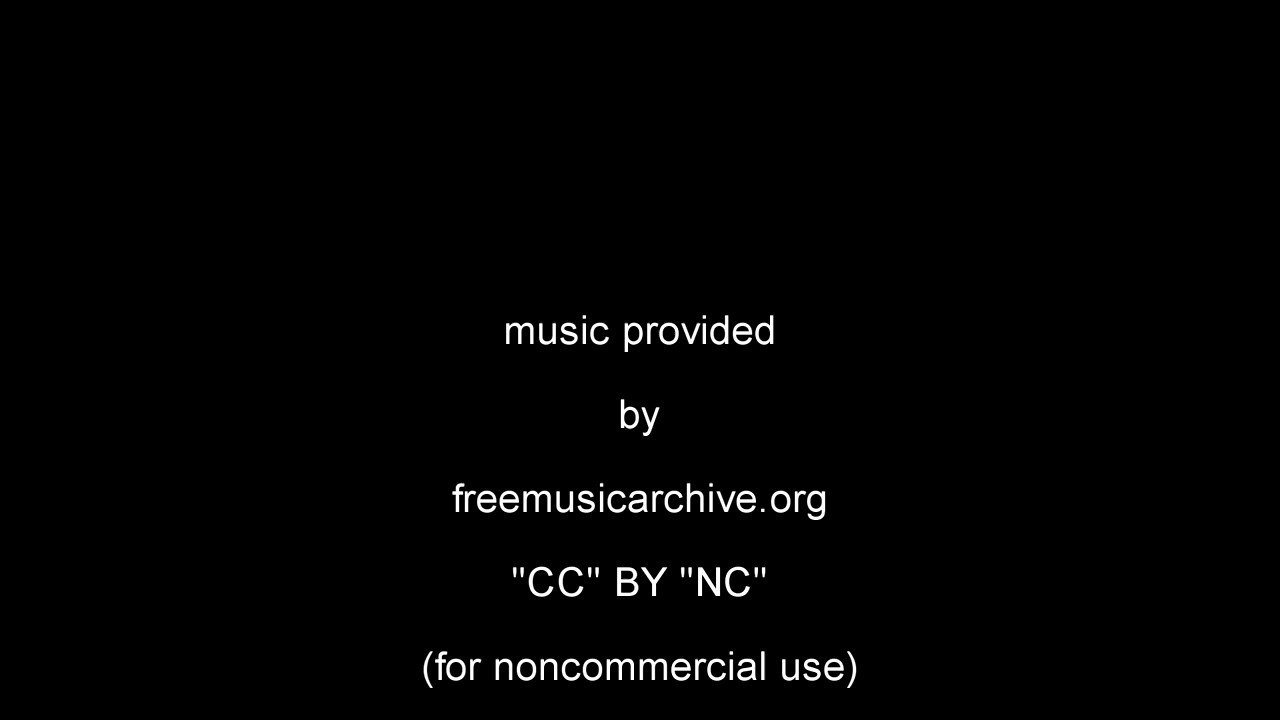 music provided
by
freemusicarchive.org
"CC" BY "NC"
(for noncommercial use)